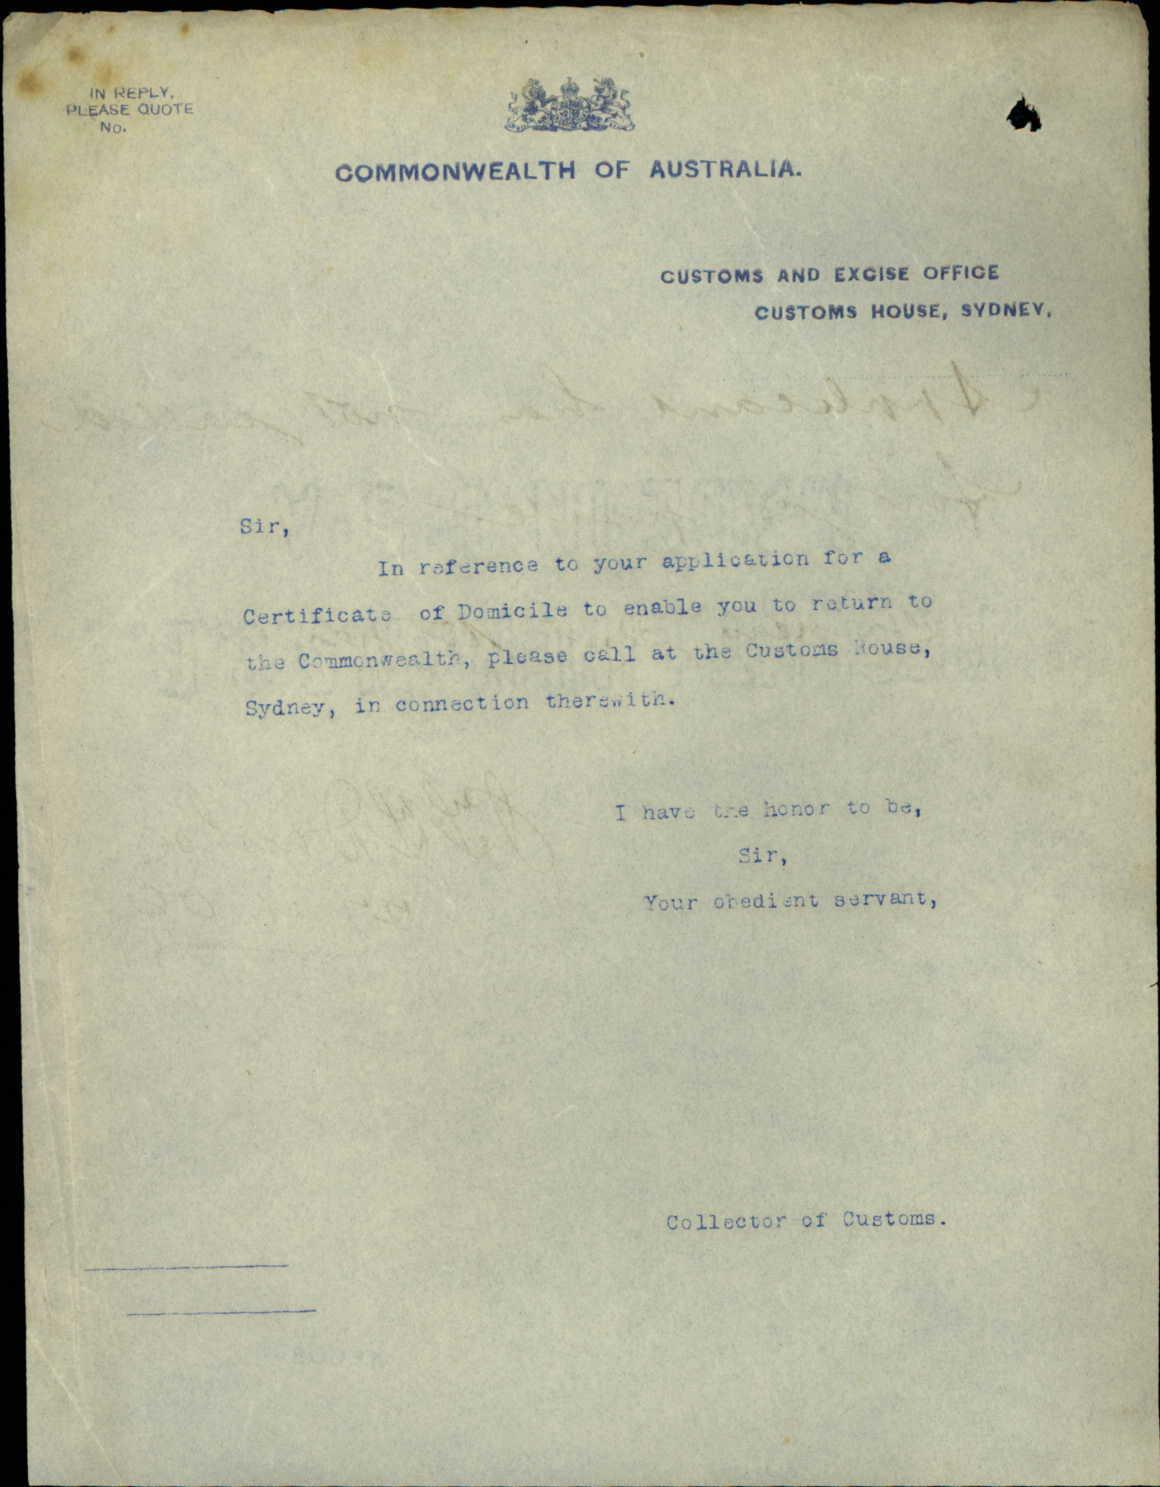 IN REPLY,
PLEASE QUOTE
No.
COMMONWEALTH OF AUSTRALIA.
CUSTOMS AND EXCISE OFFICE
CUSTOMS HOUSE, SYDNEY,
Sir,
In reference to your application for a
Certificate of Domicile to enable you to return to
the Commonwealth, please call at the Customs House,
Sydney, in connection therewith.
I have the honor to be,
Sir,
Your obedient servant,
Collector of Customs.